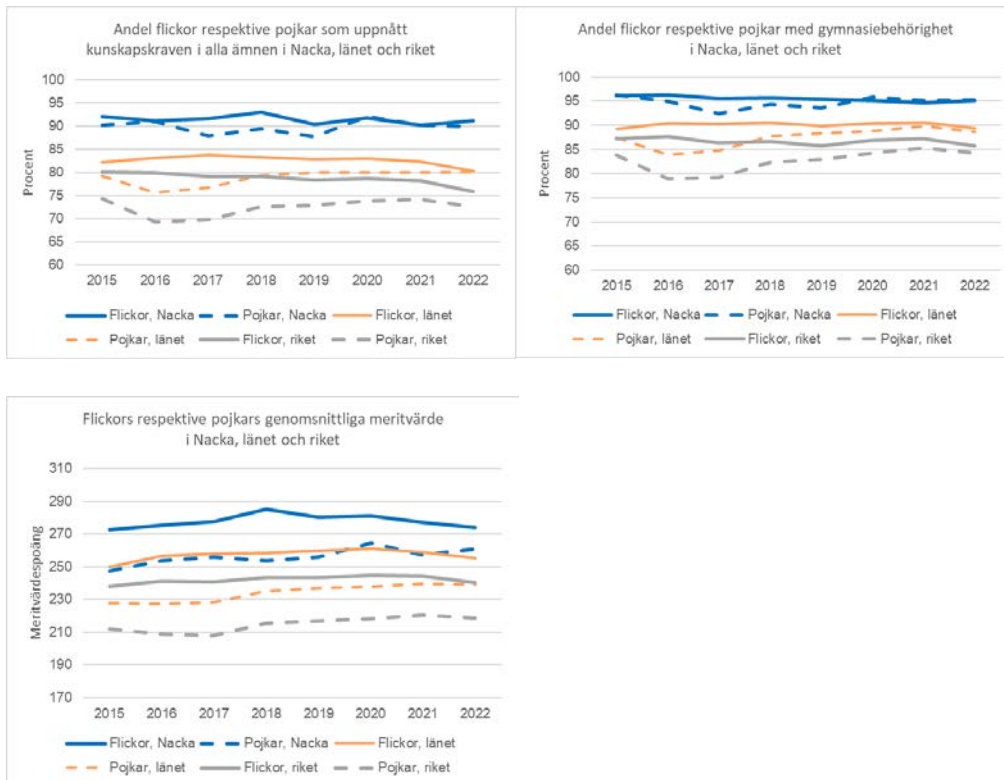 Andel flickor respektive pojkar som uppnått
kunskapskraven i alla ämnen i Nacka, länet och riket
Procent
100
95
90
85
80
75
70
65
60
2015 2016 2017 2018 2019 2020 2021 2022
Flickor, Nacka Pojkar, Nacka Flickor, länet
Pojkar, länet Flickor, riket Pojkar, riket
Andel flickor respektive pojkar med gymnasiebehörighet
i Nacka, länet och riket
Procent
100
95
90
85
80
75
70
65
60
2015 2016 2017 2018 2019 2020 2021 2022
Flickor, Nacka Pojkar, Nacka Flickor, länet
Pojkar, länet Flickor, riket Pojkar, riket
Flickors respektive pojkars genomsnittliga meritvärde
i Nacka, länet och riket
Meritvärdespoäng
310
290
270
250
230
210
190
170
2015 2016 2017 2018 2019 2020 2021 2022
Flickor, Nacka Pojkar, Nacka Flickor, länet
Pojkar, länet Flickor, riket Pojkar, riket